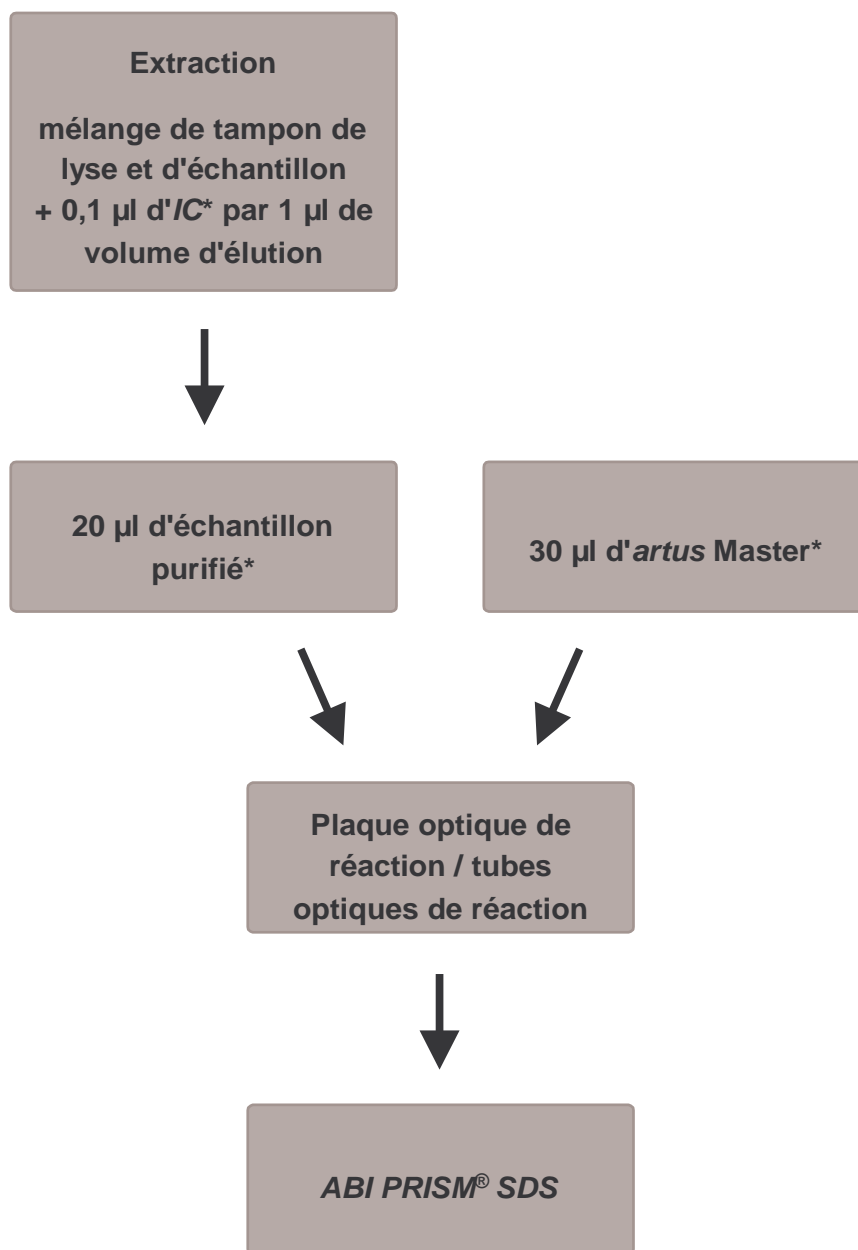 Extraction
mélange de tampon de
lyse et d'échantillon
+ 0,1 µl d'IC* par 1 µl de
volume d'élution
20 µl d'échantillon
purifié*
30 µl d'artus Master*
Plaque optique de
réaction / tubes
optiques de réaction
ABI PRISM® SDS